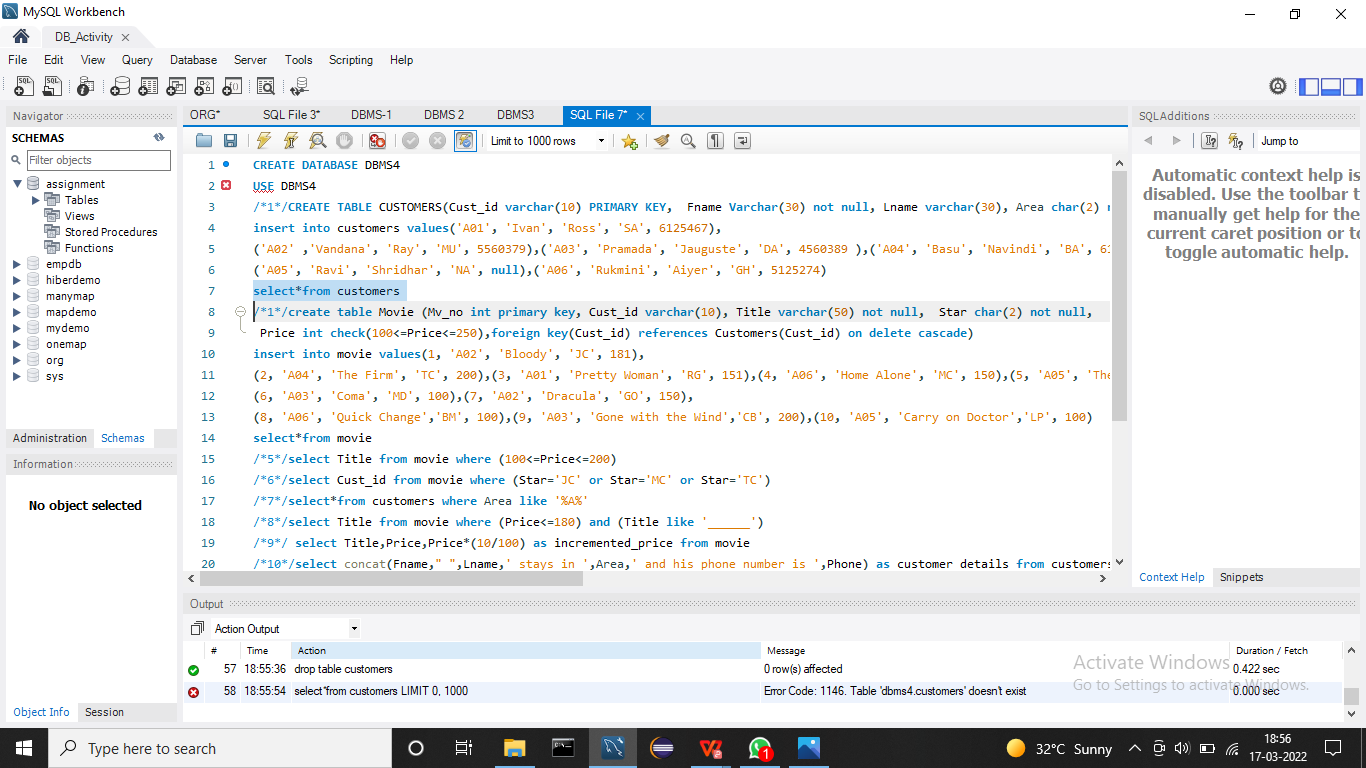 MySQL Workbench
DB_Activity
File Edit View Query Database Server Tools Scripting Help
Navigator
SCHEMAS
Filter objects
assignment
Tables
Views
Stored Procedures
Functions
empdb
hiberdemo
manymap
mapdemo
mydemo
onemap
org
sys
Administration Schemas
Information
No object selected
Object Info Session
ORG* SQL File 3* DBMS-1 DBMS 2 DBMS3 SQL File 7*
Limit to 1000 rows
1 CREATE DATABASE DBMS4
2 USE DBMS4
3 /*1*/CREATE TABLE CUSTOMERS(Cust_id varchar(10) PRIMARY KEY, Fname Varchar(30) not null, Lname varchar(30), Area char(2)
4 insert into customers values('A01' 'Ivan', 'Ross', 'SA', 6125467),
5 ('A02' ,'Vandana', 'Ray', 'MU', 5560379),('A03', 'Pramada', 'Jauguste', 'DA', 4560389 ),('A04', 'Basu', 'Navindi', 'BA',
6 ('A05', 'Ravi', 'Shridhar', 'NA', null),('A06', 'Rukmini', 'Aiyer', 'GH', 5125274)
7 select*from customers
8 /*1*/create table Movie (Mv_no int primary key, Cust_id varchar(10), Title varchar(50) not null, Star char(2) not null,
9 Price int check(100<=Price<=250),foreign key(Cust_id) references Customers(Cust_id) on delete cascade)
10 insert into movie values(1, 'A02', 'Bloody', 'JC', 181),
11 (2, 'A04', 'The Firm', 'TC', 200),(3, 'A01', 'Pretty Woman', 'RG', 151),(4, 'A06', 'Home Alone', 'MC', 150),(5, 'A05', 'The
12 (6, 'A03', 'Coma', 'MD', 100),(7, 'A02', 'Dracula', 'GO', 150),
13 (8, 'A06', 'Quick Change','BM', 100),(9, 'A03', 'Gone with the Wind','CB', 200),(10, 'A05', 'Carry on Doctor','LP', 100)
14 select*from movie
15 /*5*/select Title from movie where (100<=Price<=200)
16 /*6*/select Cust_id from movie where (Star='JC' or Star='MC' or Star='TC')
17 /*7*/select*from customers where Area like '%A%'
18 /*8*/select Title from movie where (Price<=180) and (Title like '______')
19 /*9*/ select Title,Price,Price*(10/100) as incremented_price from movie
20 /*10*/select concat(Fname," ",Lname,' stays in ',Area,' and his phone number is ',Phone) as customer details from customers
SQLAdditions
Jump to
Automatic context help is
disabled. Use the toolbar t
manually get help for the
current caret position or to
toggle automatic help.
Context Help Snippets
Output
Action Output
# Time Action Message Duration / Fetch
57 18:55:36 drop table customers 0 row(s) affected 0.422 sec
58 18:55:54 select*from customers LIMIT 0, 1000 Error Code: 1146. Table 'dbms4.customers' doesn't exist 0.000 sec
Activate Windows
Go to Settings to activate Windows.
Type here to search
1
32°C Sunny
18:56
17-03-2022